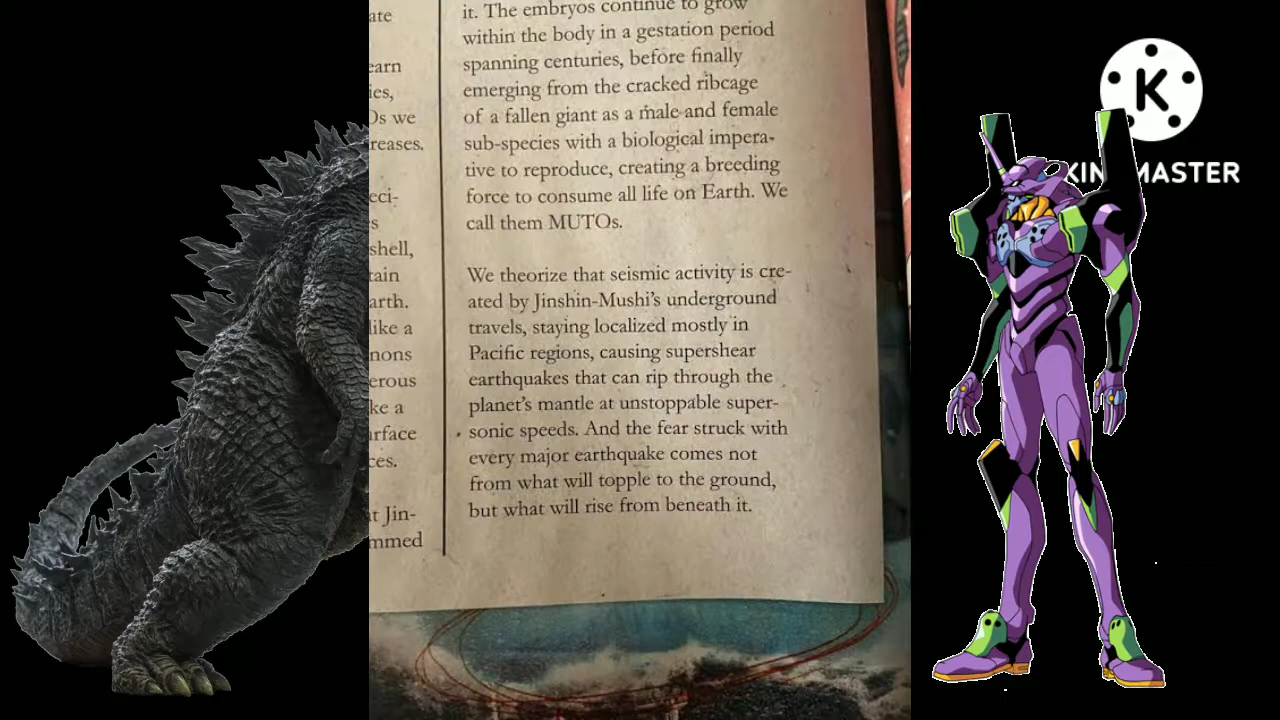 ate
earn
ies,
Os we
reases.
eci-
s
shell,
tain
arth.
like a
nons
erous
ke a
urface
ces.
at Jin-
mmed
it. The embryos continue to grow
within the body in a gestation period
spanning centuries, before finally
emerging from the cracked ribcage
of a fallen giant as a male and female
sub-species with a biological impera-
tive to reproduce, creating a breeding
force to consume all life on Earth. We
call them MUTOs.
We theorize that seismic activity is cre-
ated by Jinshin-Mushi's underground
travels, staying localized mostly in
Pacific regions, causing supershear
earthquakes that can rip through the
planet's mantle at unstoppable super-
sonic speeds. And the fear struck with
every major earthquake comes not
from what will topple to the ground,
but what will rise from beneath it.
K
KINEMASTER